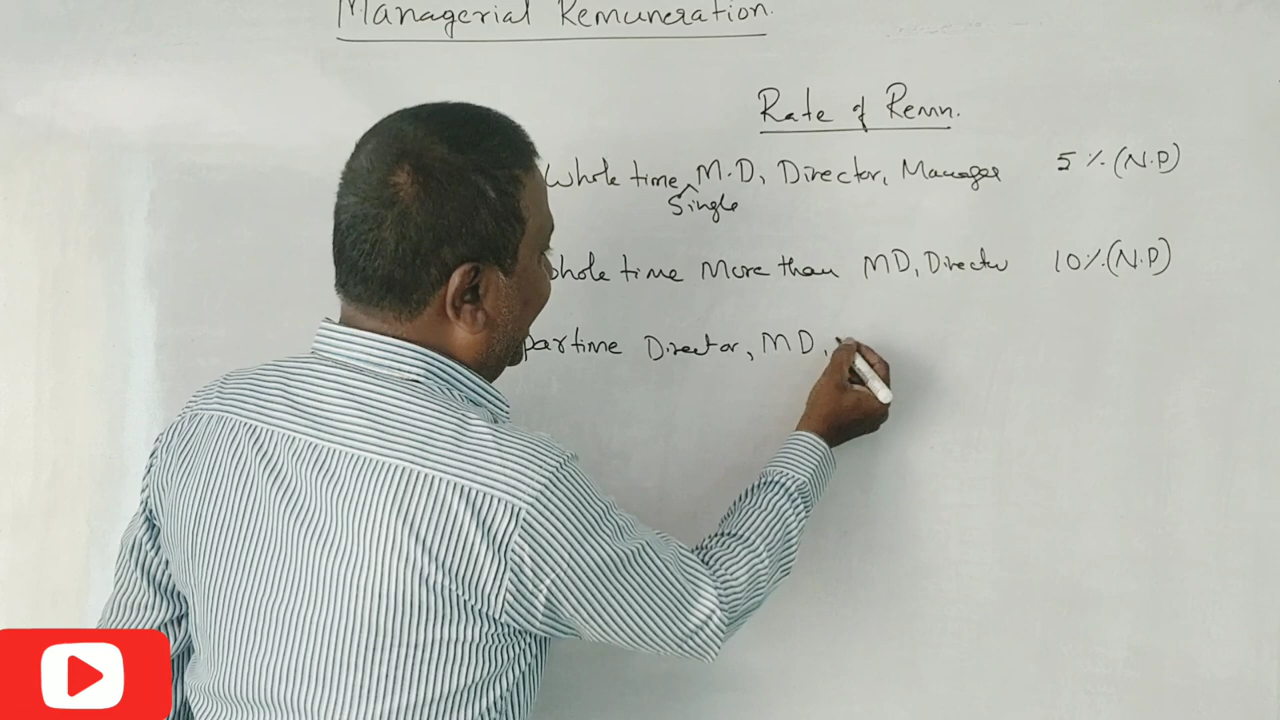 Managerial Remuneration.
Rate of Remn.
Whole time M.D, Director, Manager 5 %(N.P)
Single
whole time More than MD, Director 10%(N.P)
partime Director, MD,